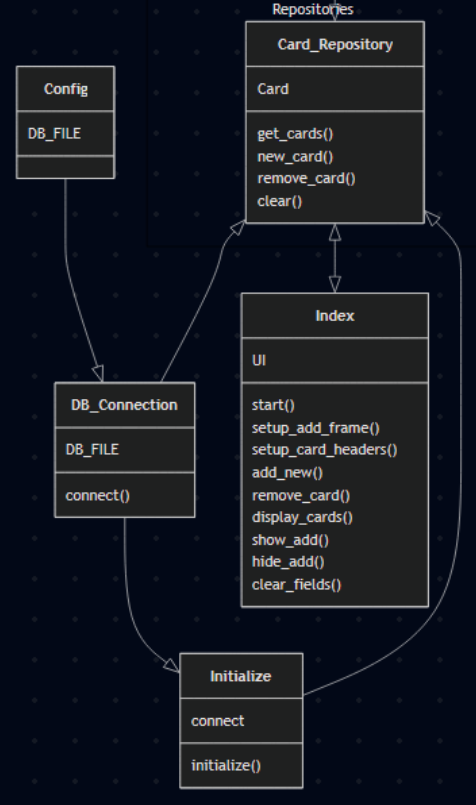 Repositories
Card_Repository
Card
get_cards()
new_card()
remove_card()
clear()
Config
DB_FILE
Index
UI
start()
setup_add_frame()
setup_card_headers()
add_new()
remove_card()
display_cards()
show_add()
hide_add()
clear_fields()
DB_Connection
DB_FILE
connect()
Initialize
connect
initialize()